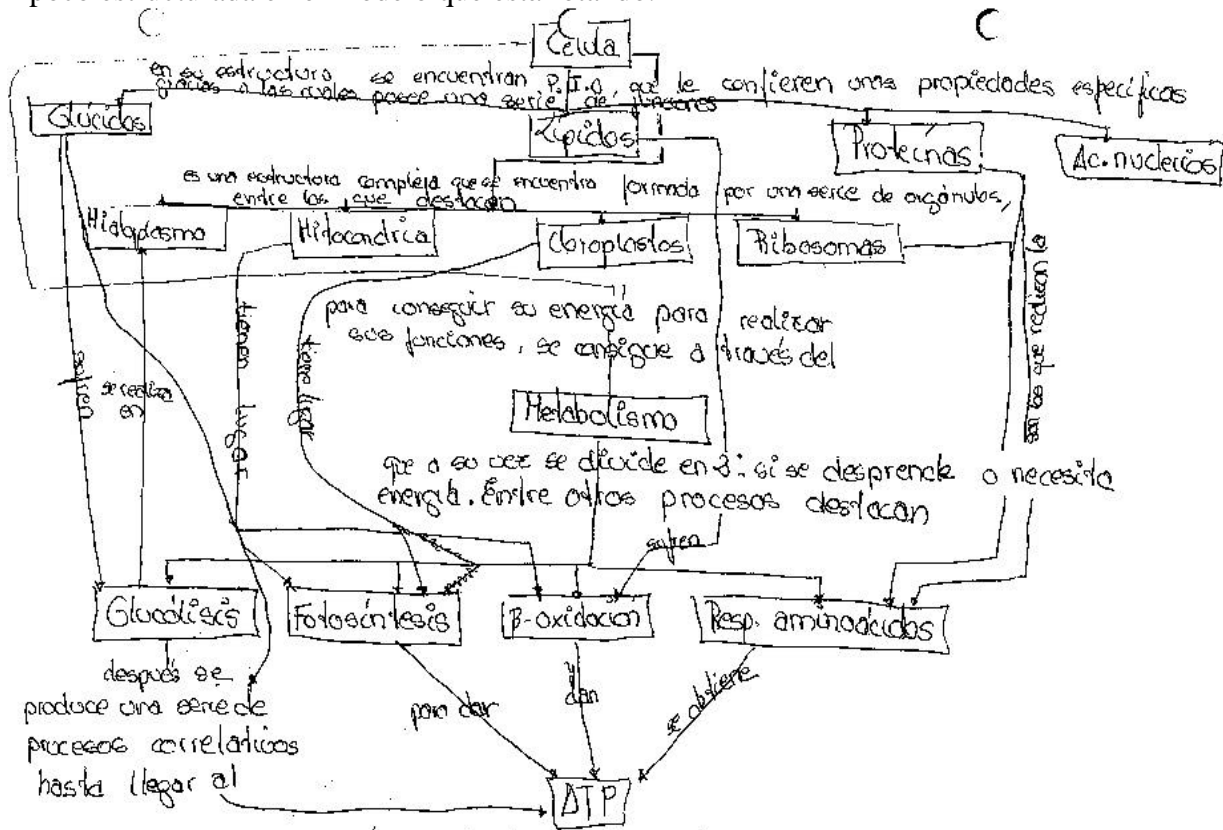 Célula
en su estructura se encuentran P.I.O, que le confieren unas propiedades específicas
gracias a las cuales posee una serie de funciones
Glúcidos
Lípidos
Proteínas
Ac. nucleicos
es una estructura compleja que se encuentra formada por una serie de orgánulos,
entre los que destacan
Hialoplasmo
Mitocondria
Cloroplastos
Ribosomas
para conseguir su energía para realizar
sus funciones, se consigue a través del
sufren
se realiza
en
tienen lugar
tiene lugar
son los que realizan la
Metabolismo
que a su vez se divide en 2: si se desprende o necesita
energía. Entre otros procesos destacan
sufren
Glucólisis
Fotosíntesis
β-oxidación
Resp. aminoácidos
después se
produce una serie de
procesos correlativos
hasta llegar al
para dar
y
dan
se obtiene
ATP